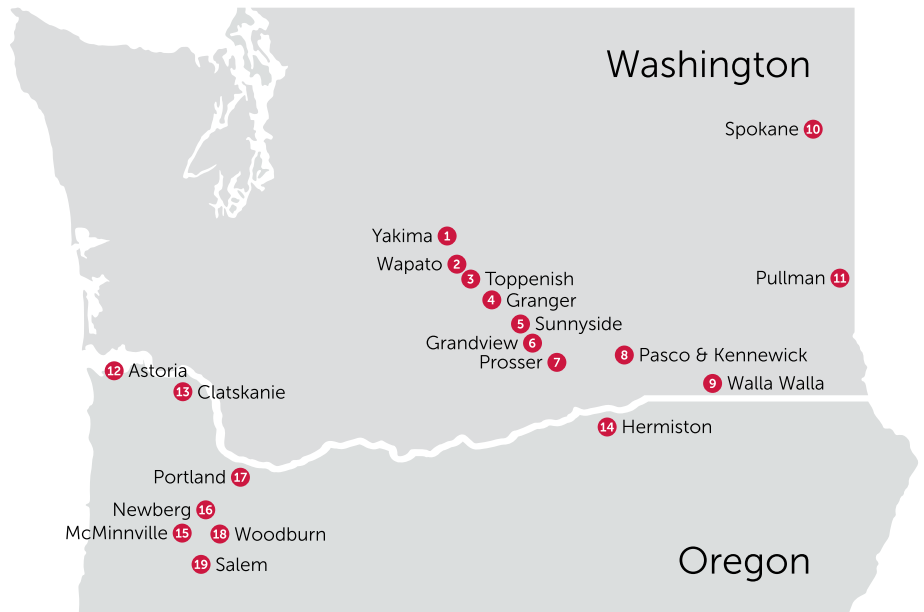 Washington
Spokane 10
Yakima 1
Wapato 2
3 Toppenish
Pullman 11
4 Granger
5 Sunnyside
Grandview 6
Prosser 7
8 Pasco & Kennewick
12 Astoria
9 Walla Walla
13 Clatskanie
14 Hermiston
Portland 17
Newberg 16
McMinnville 15
18 Woodburn
Oregon
19 Salem